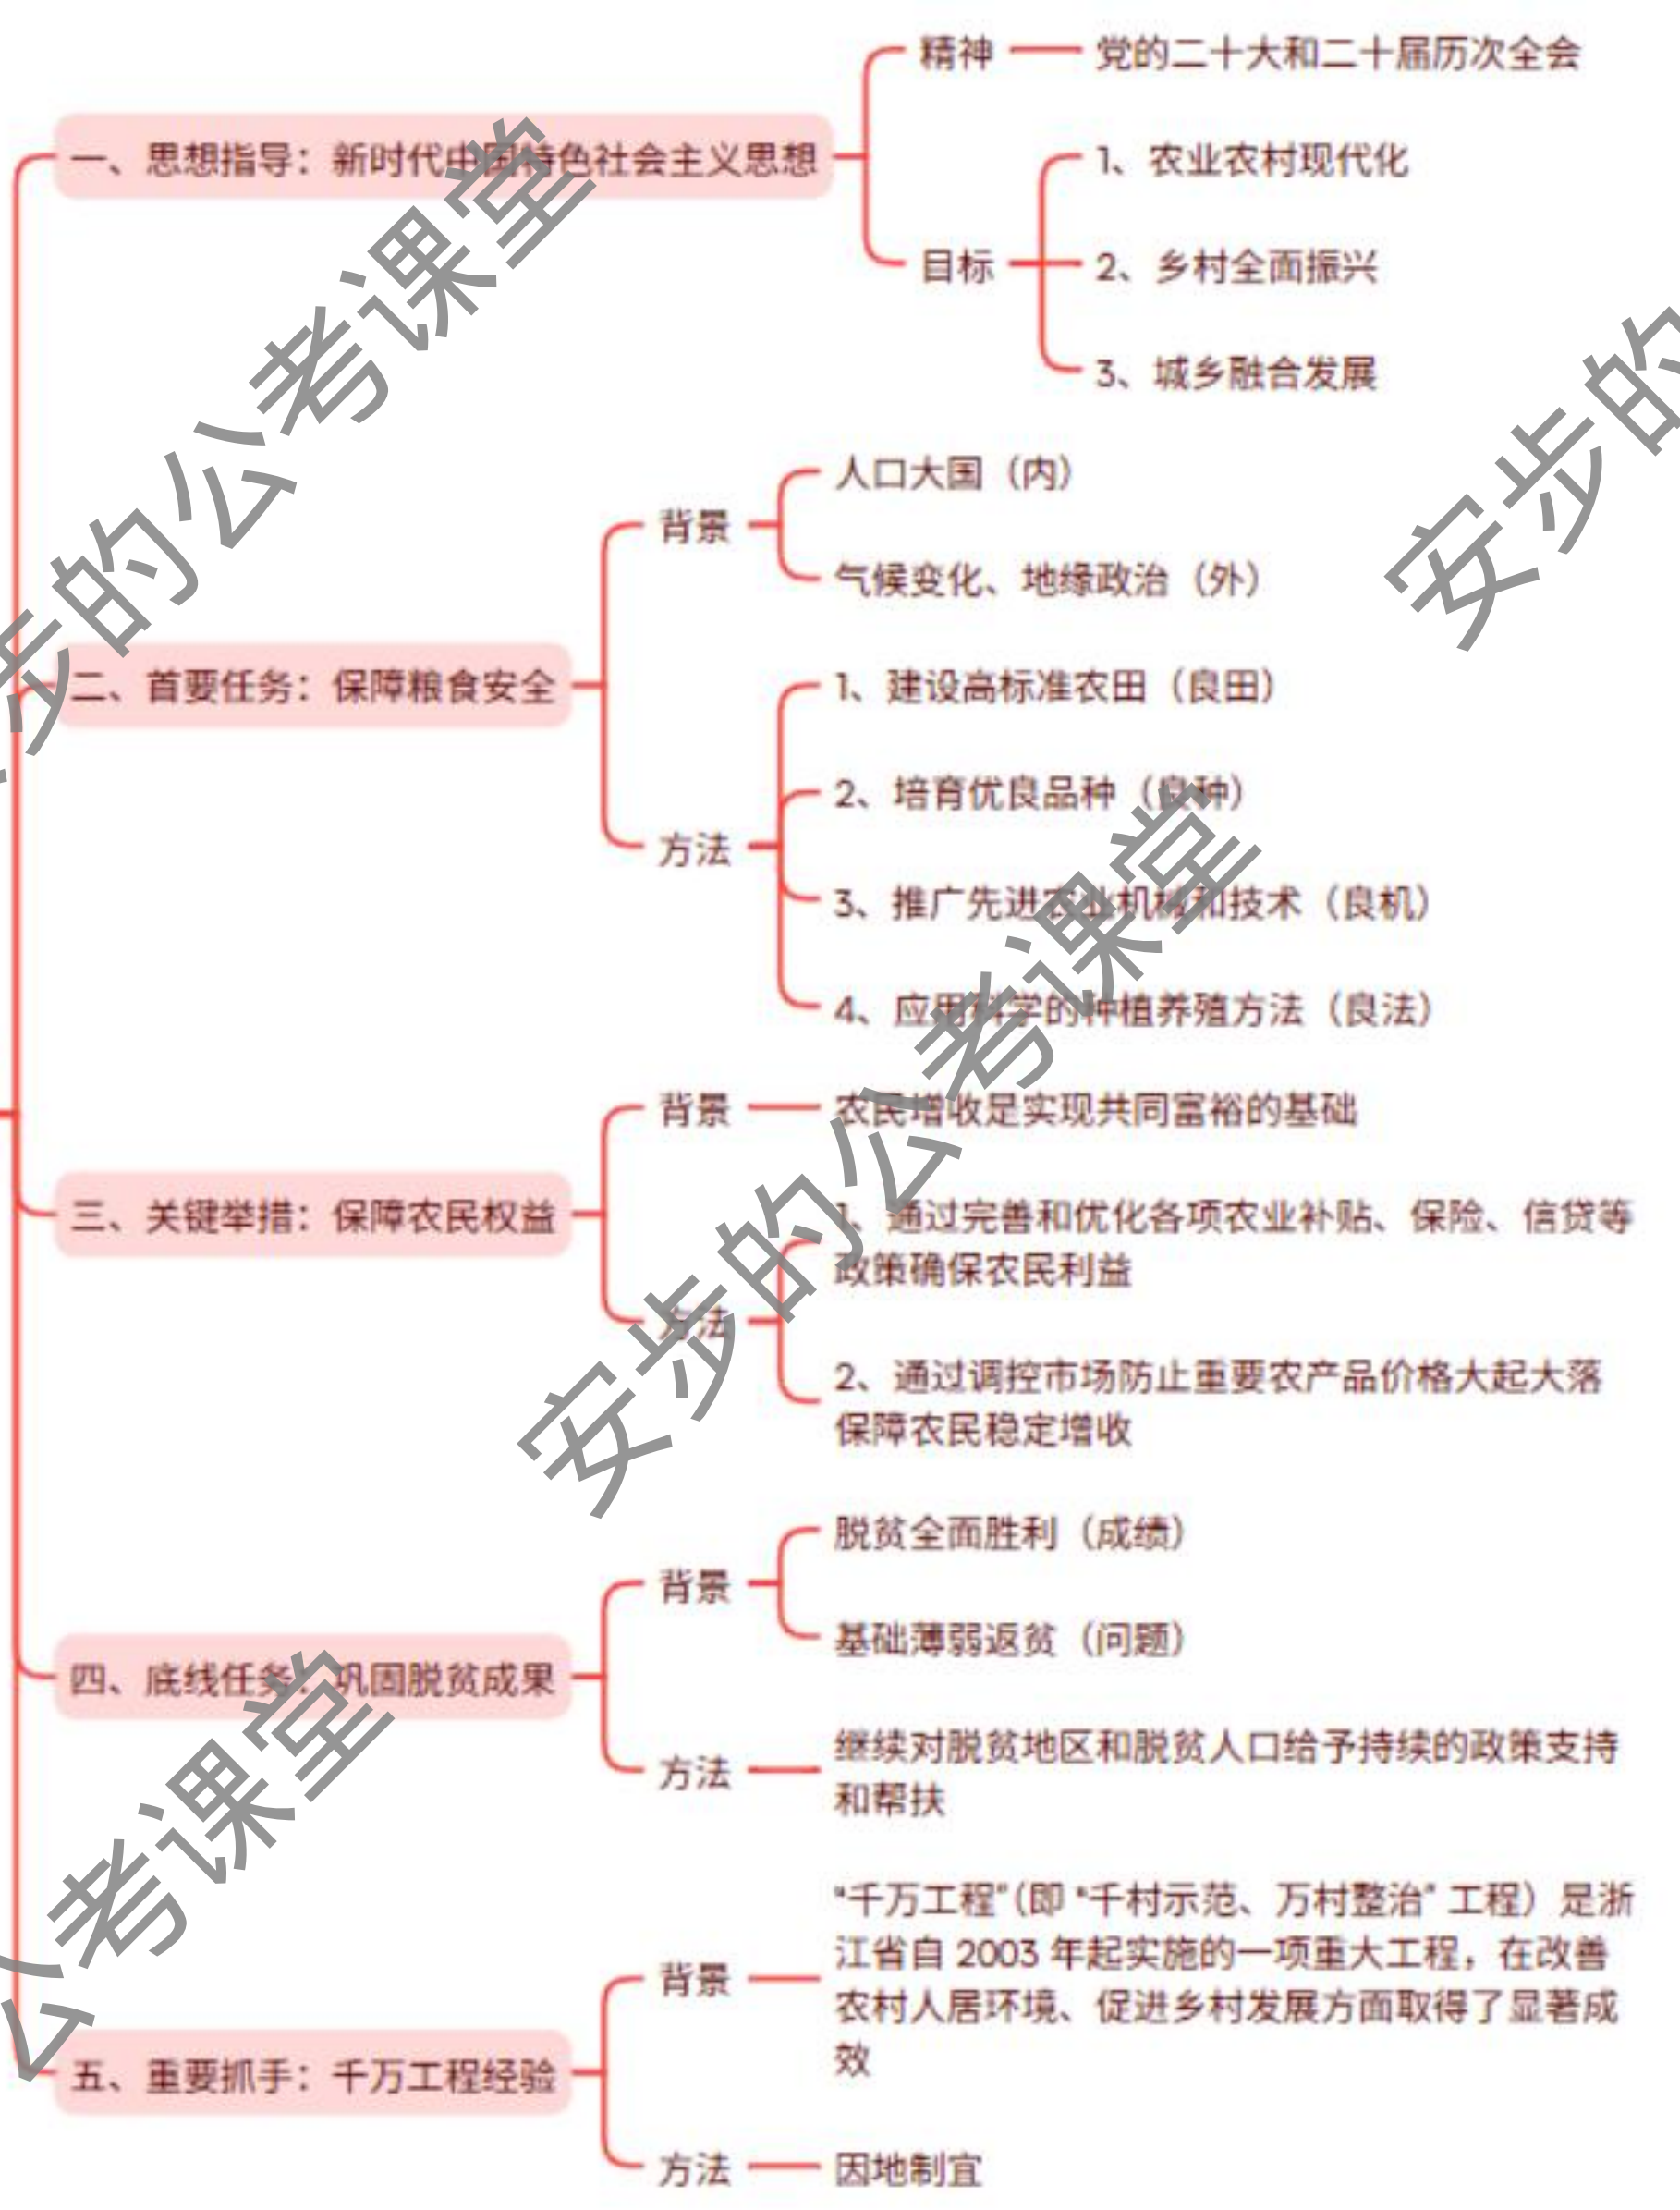 精神
党的二十大和二十届历次全会
一、思想指导：新时代中国特色社会主义思想
1、农业农村现代化
目标
2、乡村全面振兴
3、城乡融合发展
人口大国（内）
背景
气候变化、地缘政治（外）
二、首要任务：保障粮食安全
1、建设高标准农田（良田）
2、培育优良品种（良种）
方法
3、推广先进农业机械和技术（良机）
4、应用科学的种植养殖方法（良法）
背景
农民增收是实现共同富裕的基础
三、关键举措：保障农民权益
1、通过完善和优化各项农业补贴、保险、信贷等
政策确保农民利益
方法
2、通过调控市场防止重要农产品价格大起大落
保障农民稳定增收
脱贫全面胜利（成绩）
背景
基础薄弱返贫（问题）
四、底线任务：巩固脱贫成果
继续对脱贫地区和脱贫人口给予持续的政策支持
和帮扶
方法
“千万工程”（即 “千村示范、万村整治” 工程）是浙
江省自 2003 年起实施的一项重大工程，在改善
农村人居环境、促进乡村发展方面取得了显著成
效
背景
五、重要抓手：千万工程经验
方法
因地制宜
步的公考课堂
安步的
安步的公考课堂
公考课堂